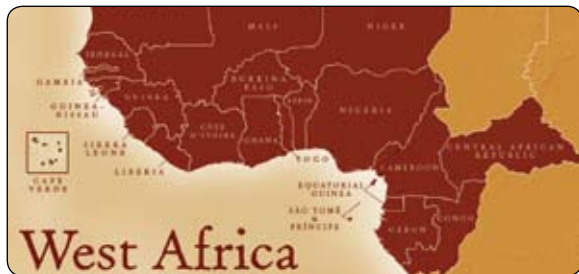 MALI
NIGER
SENEGAL
GAMBIA
GUINEA-
BISSAU
GUINEA
BURKINA
FASO
BENIN
NIGERIA
CÔTE
D'IVOIRE
GHANA
SIERRA
LEONE
LIBERIA
TOGO
CAPE
VERDE
CAMEROON
CENTRAL AFRICAN
REPUBLIC
EQUATORIAL
GUINEA
SÃO TOMÉ
&
PRÍNCIPE
GABON
CONGO
West Africa